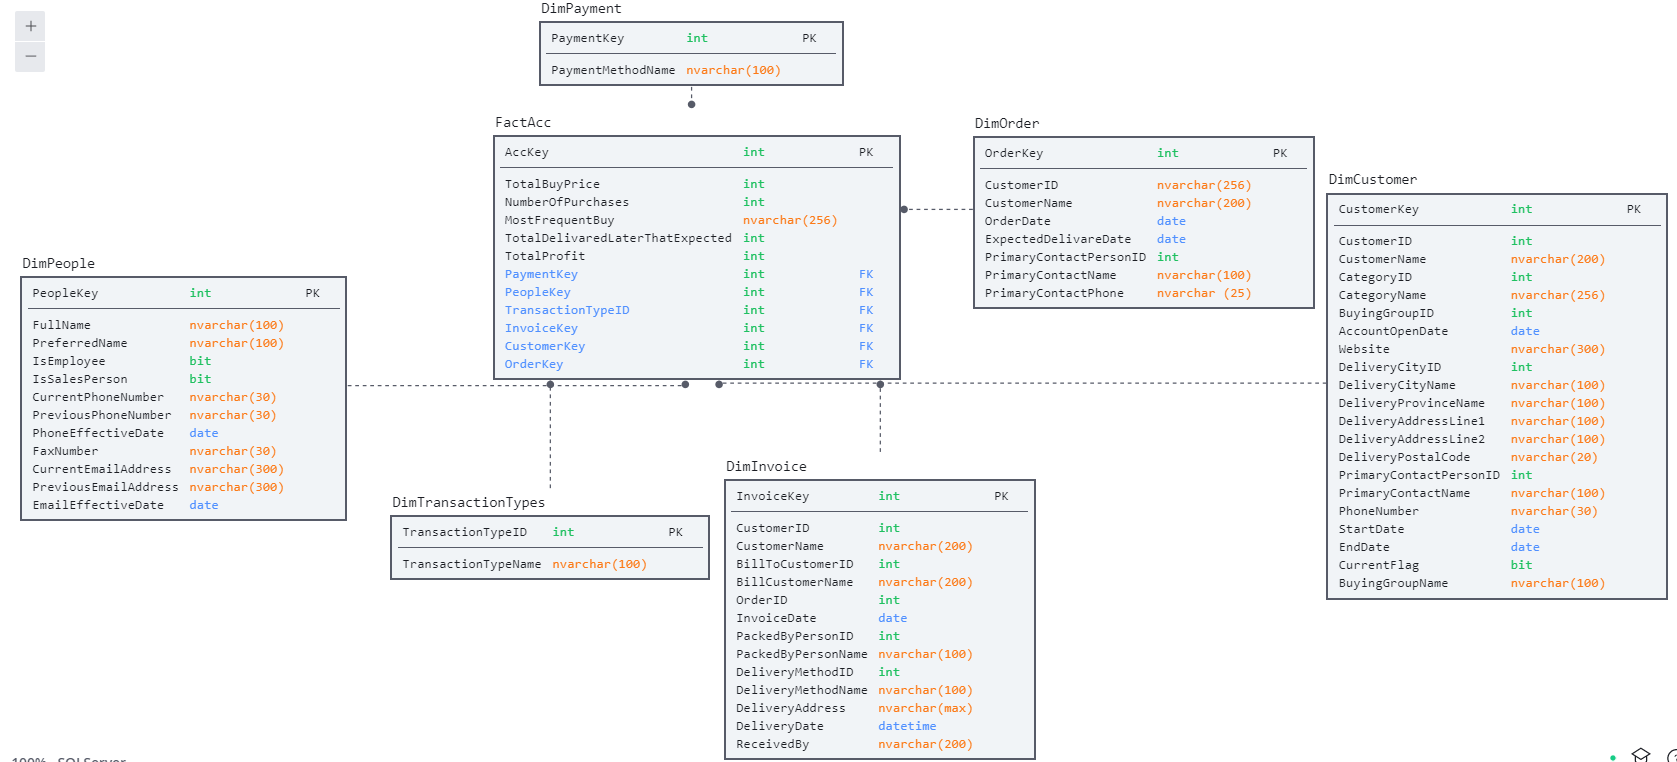 +
−
DimPayment
PaymentKey int PK
PaymentMethodName nvarchar(100)
FactAcc
AccKey int PK
TotalBuyPrice int
NumberOfPurchases int
MostFrequentBuy nvarchar(256)
TotalDelivaredLaterThatExpected int
TotalProfit int
PaymentKey int FK
PeopleKey int FK
TransactionTypeID int FK
InvoiceKey int FK
CustomerKey int FK
OrderKey int FK
DimOrder
OrderKey int PK
CustomerID nvarchar(256)
CustomerName nvarchar(200)
OrderDate date
ExpectedDelivareDate date
PrimaryContactPersonID int
PrimaryContactName nvarchar(100)
PrimaryContactPhone nvarchar (25)
DimCustomer
CustomerKey int PK
CustomerID int
CustomerName nvarchar(200)
CategoryID int
CategoryName nvarchar(256)
BuyingGroupID int
AccountOpenDate date
Website nvarchar(300)
DeliveryCityID int
DeliveryCityName nvarchar(100)
DeliveryProvinceName nvarchar(100)
DeliveryAddressLine1 nvarchar(100)
DeliveryAddressLine2 nvarchar(100)
DeliveryPostalCode nvarchar(20)
PrimaryContactPersonID int
PrimaryContactName nvarchar(100)
PhoneNumber nvarchar(30)
StartDate date
EndDate date
CurrentFlag bit
BuyingGroupName nvarchar(100)
DimPeople
PeopleKey int PK
FullName nvarchar(100)
PreferredName nvarchar(100)
IsEmployee bit
IsSalesPerson bit
CurrentPhoneNumber nvarchar(30)
PreviousPhoneNumber nvarchar(30)
PhoneEffectiveDate date
FaxNumber nvarchar(30)
CurrentEmailAddress nvarchar(300)
PreviousEmailAddress nvarchar(300)
EmailEffectiveDate date
DimTransactionTypes
TransactionTypeID int PK
TransactionTypeName nvarchar(100)
DimInvoice
InvoiceKey int PK
CustomerID int
CustomerName nvarchar(200)
BillToCustomerID int
BillCustomerName nvarchar(200)
OrderID int
InvoiceDate date
PackedByPersonID int
PackedByPersonName nvarchar(100)
DeliveryMethodID int
DeliveryMethodName nvarchar(100)
DeliveryAddress nvarchar(max)
DeliveryDate datetime
ReceivedBy nvarchar(200)
100% SQLServer